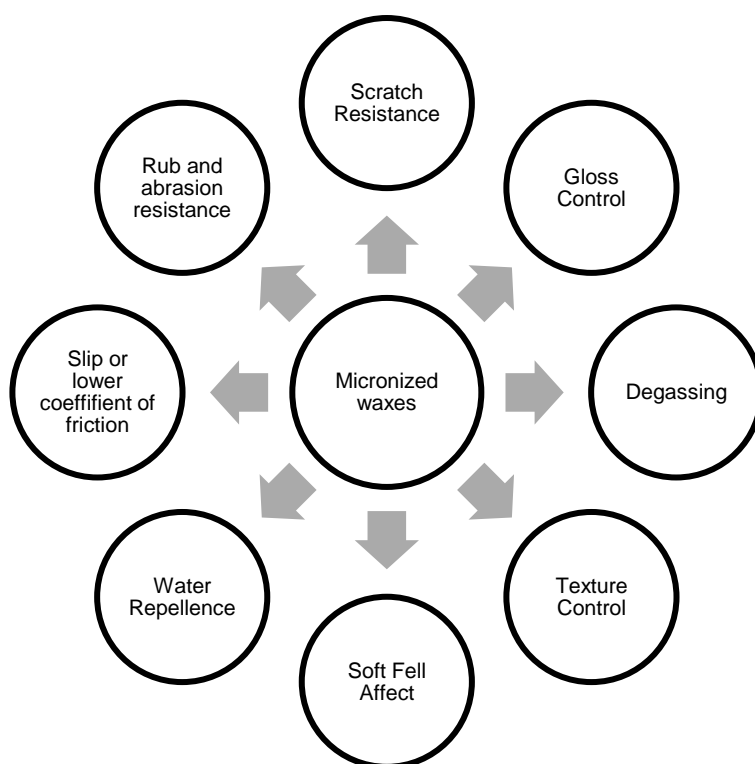 Scratch
Resistance
Gloss
Control
Degassing
Texture
Control
Soft Fell
Affect
Water
Repellence
Slip or
lower
coeffifient of
friction
Rub and
abrasion
resistance
Micronized
waxes